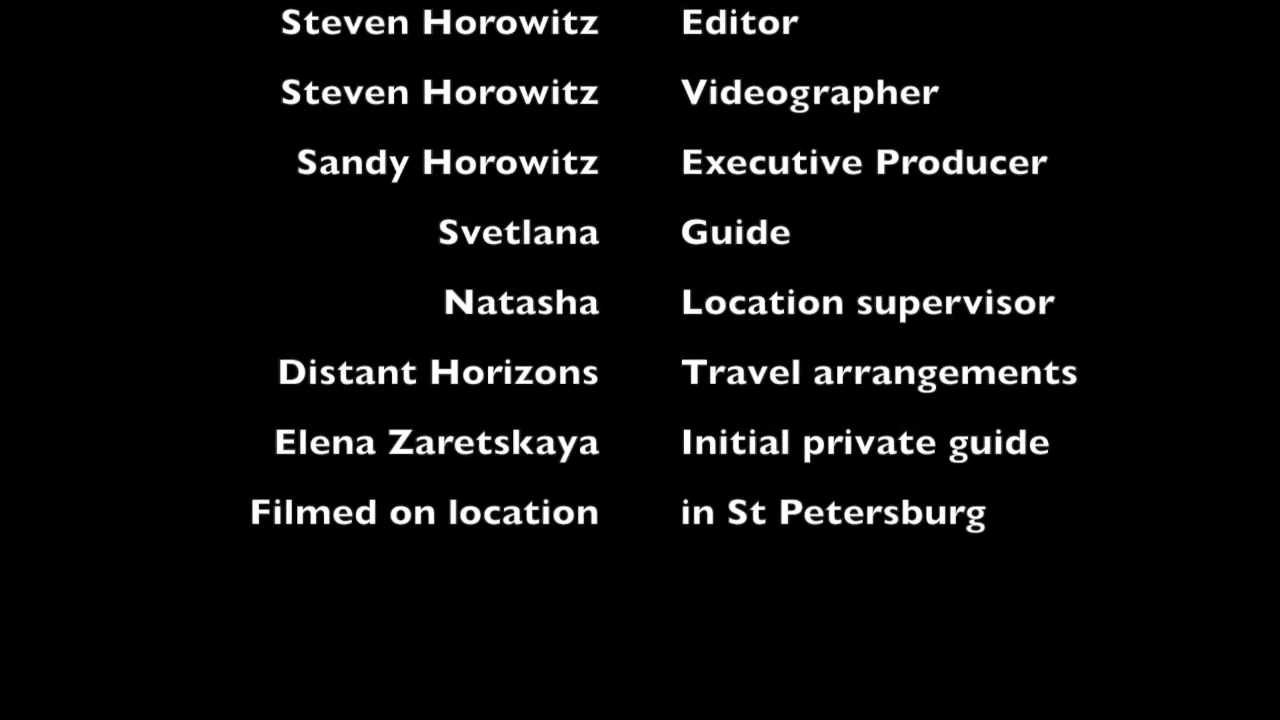 Steven Horowitz Editor
Steven Horowitz Videographer
Sandy Horowitz Executive Producer
Svetlana Guide
Natasha Location supervisor
Distant Horizons Travel arrangements
Elena Zaretskaya Initial private guide
Filmed on location in St Petersburg